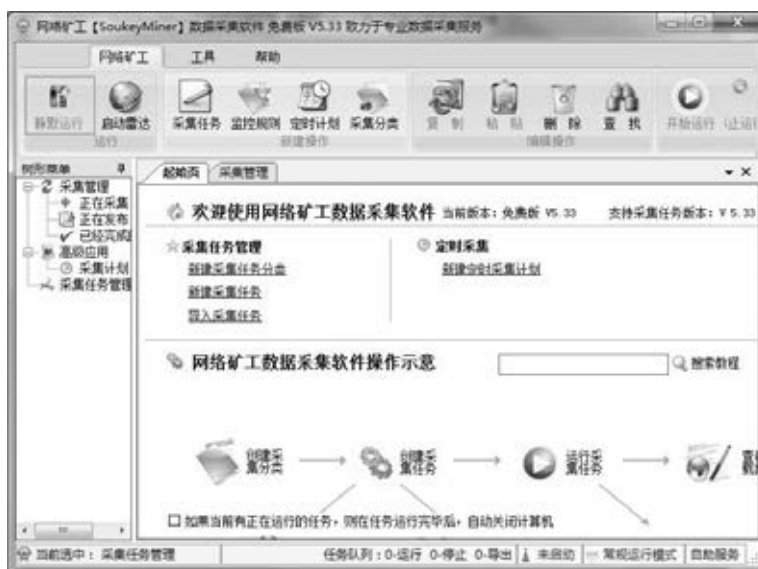 网络矿工【SoukeyMiner】数据采集软件 免费版 V5.33 致力于专业数据采集服务
网络矿工 工具 帮助
静默运行 启动雷达 采集任务 监控规则 定时计划 采集分类 复 制 粘 贴 删 除 查 找 开始运行
运行 新建操作 编辑操作
树形菜单
采集管理
正在采集
正在发布
已经完成
高级应用
采集计划
采集任务管理
起始页 采集管理
欢迎使用网络矿工数据采集软件 当前版本：免费版 V5.33 支持采集任务版本：V 5.33
采集任务管理 定时采集
新建采集任务分类 新建定时采集计划
新建采集任务
导入采集任务
网络矿工数据采集软件操作示意 搜索教程
创建采集分类 创建采集任务 运行采集任务
如果当前有正在运行的任务，则在任务运行完毕后，自动关闭计算机
当前选中：采集任务管理 任务队列：0-运行 0-停止 0-导出 未启动 常规运行模式 自助服务